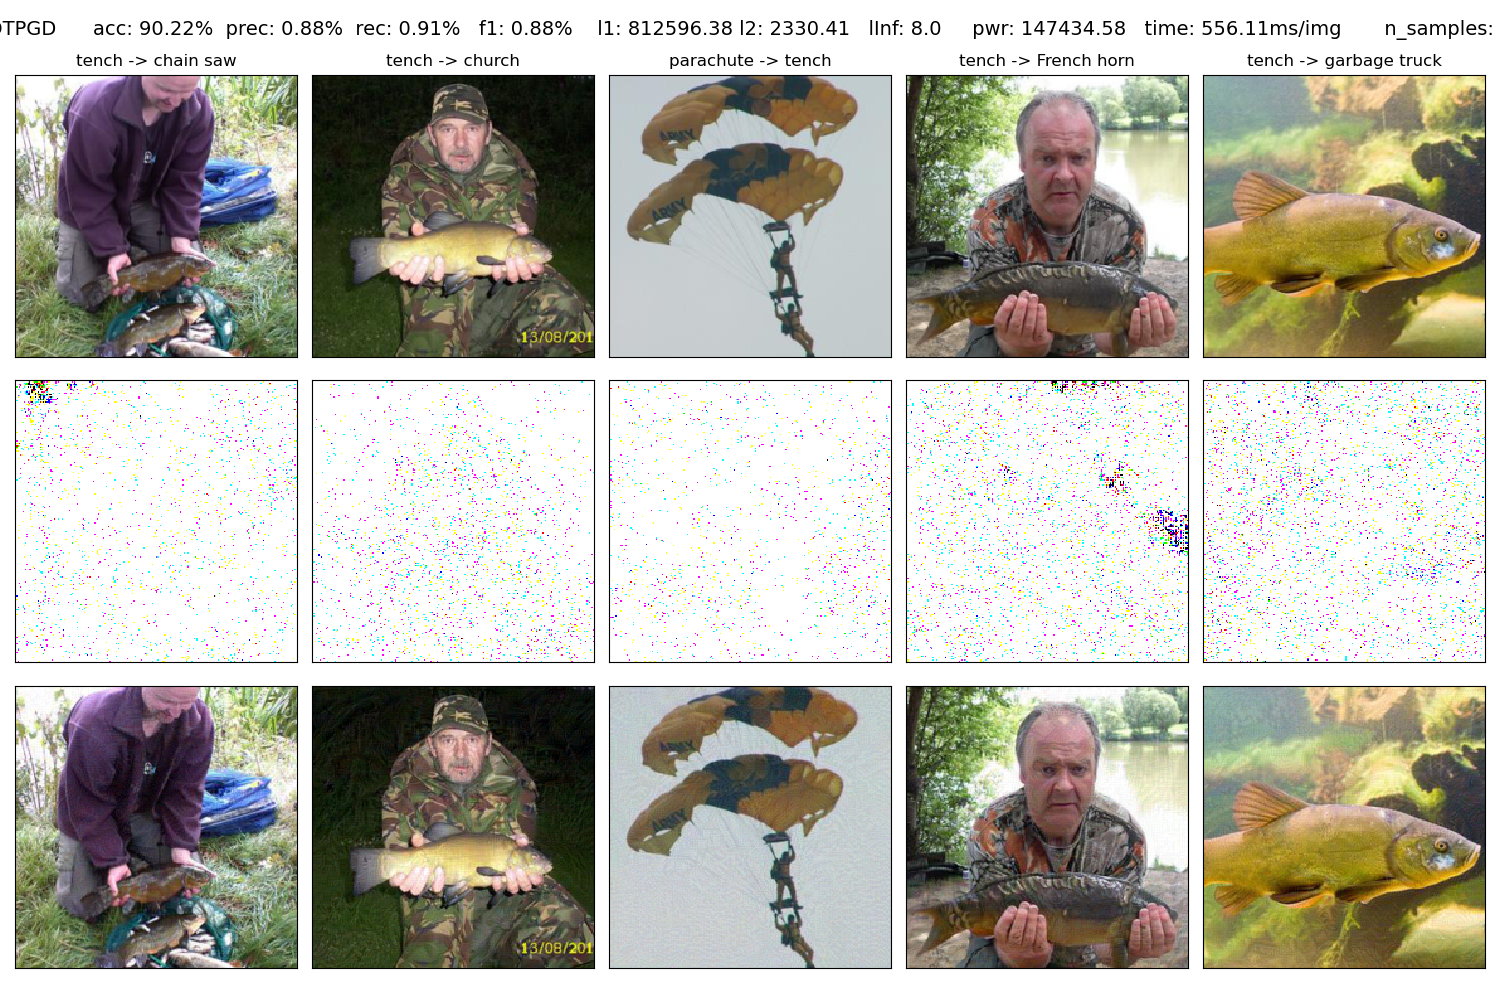 OTPGD acc: 90.22% prec: 0.88% rec: 0.91% f1: 0.88% l1: 812596.38 l2: 2330.41 lInf: 8.0 pwr: 147434.58 time: 556.11ms/img n_samples:
tench -> chain saw
tench -> church
parachute -> tench
tench -> French horn
tench -> garbage truck
ARMY
ARMY
13/08/201
ARMY
ARMY
13/08/201